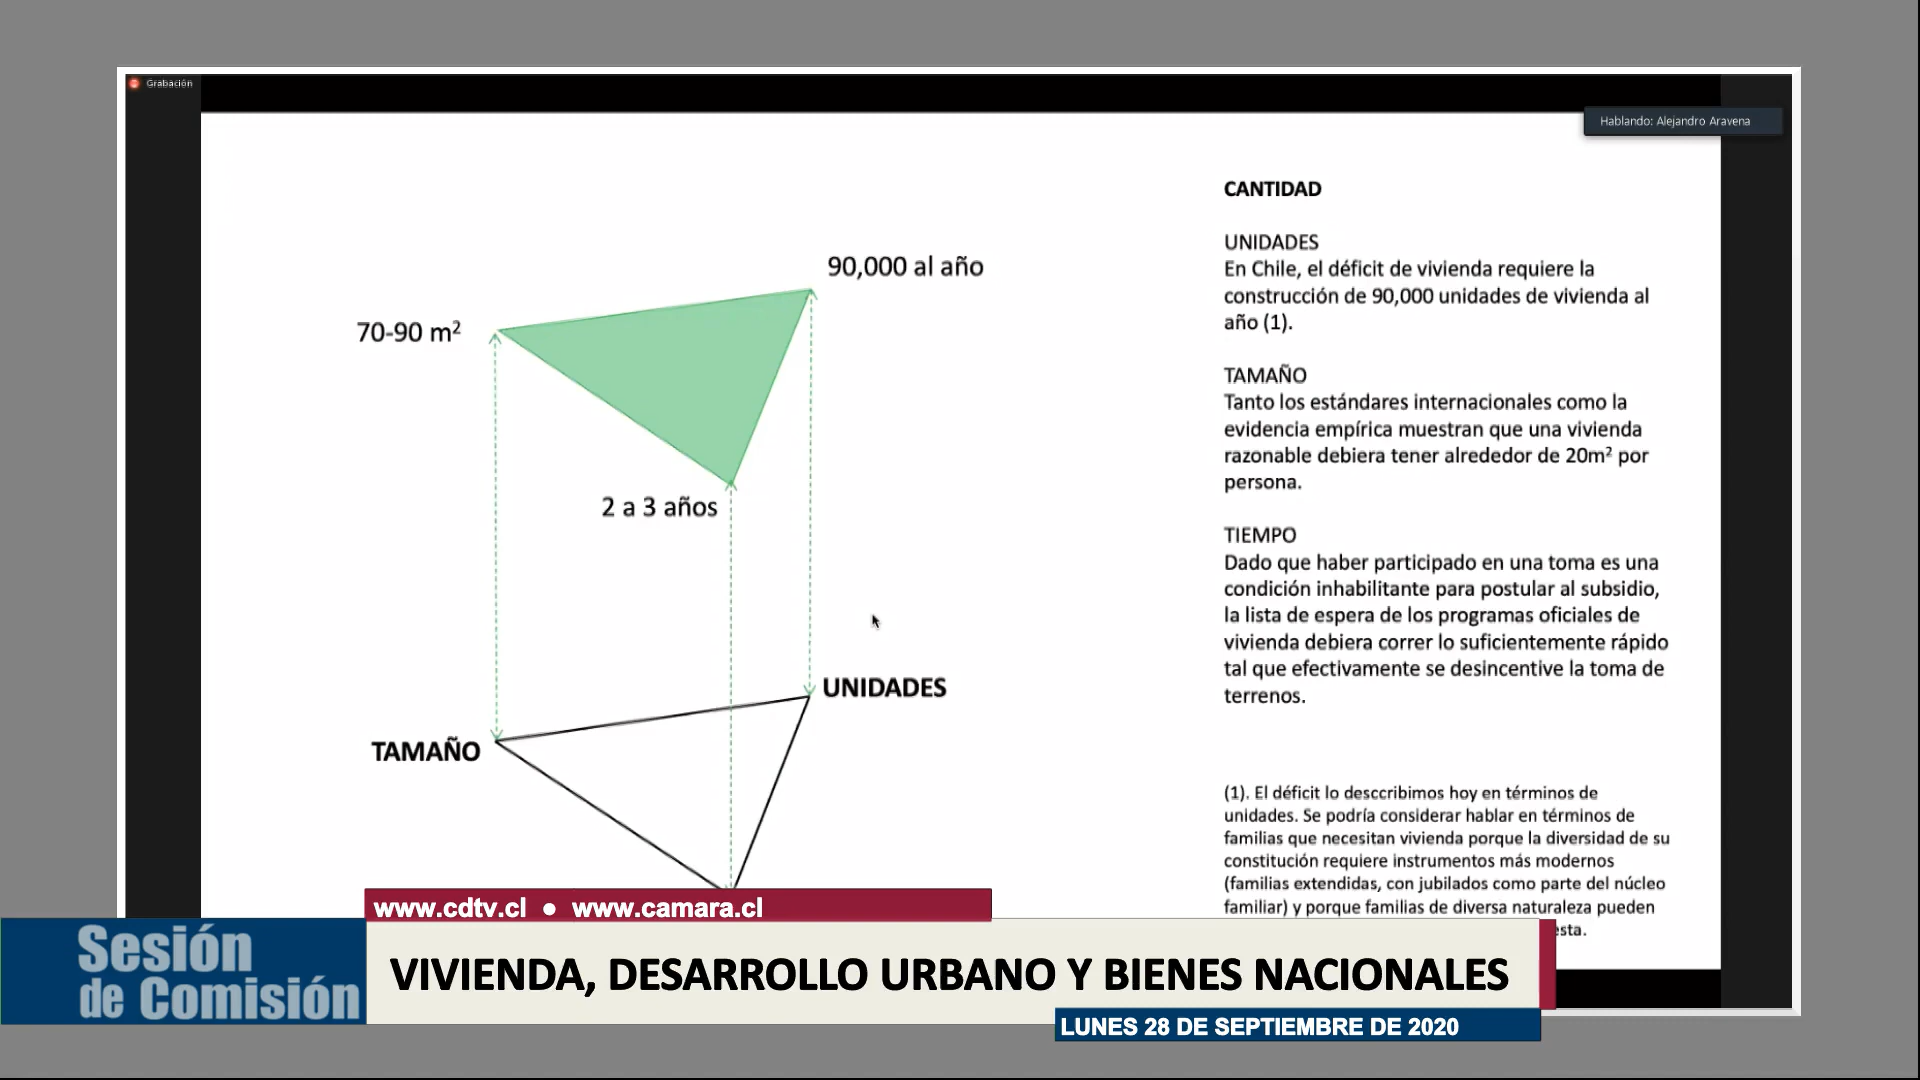 Grabación
Hablando: Alejandro Aravena
90,000 al año
70-90 m²
2 a 3 años
UNIDADES
TAMAÑO
CANTIDAD
UNIDADES
En Chile, el déficit de vivienda requiere la
construcción de 90,000 unidades de vivienda al
año (1).
TAMAÑO
Tanto los estándares internacionales como la
evidencia empírica muestran que una vivienda
razonable debiera tener alrededor de 20m² por
persona.
TIEMPO
Dado que haber participado en una toma es una
condición inhabilitante para postular al subsidio,
la lista de espera de los programas oficiales de
vivienda debiera correr lo suficientemente rápido
tal que efectivamente se desincentive la toma de
terrenos.
(1). El déficit lo desccribimos hoy en términos de
unidades. Se podría considerar hablar en términos de
familias que necesitan vivienda porque la diversidad de su
constitución requiere instrumentos más modernos
(familias extendidas, con jubilados como parte del núcleo
familiar) y porque familias de diversa naturaleza pueden
www.cdtv.cl ● www.camara.cl
Sesión
de Comisión
VIVIENDA, DESARROLLO URBANO Y BIENES NACIONALES
LUNES 28 DE SEPTIEMBRE DE 2020